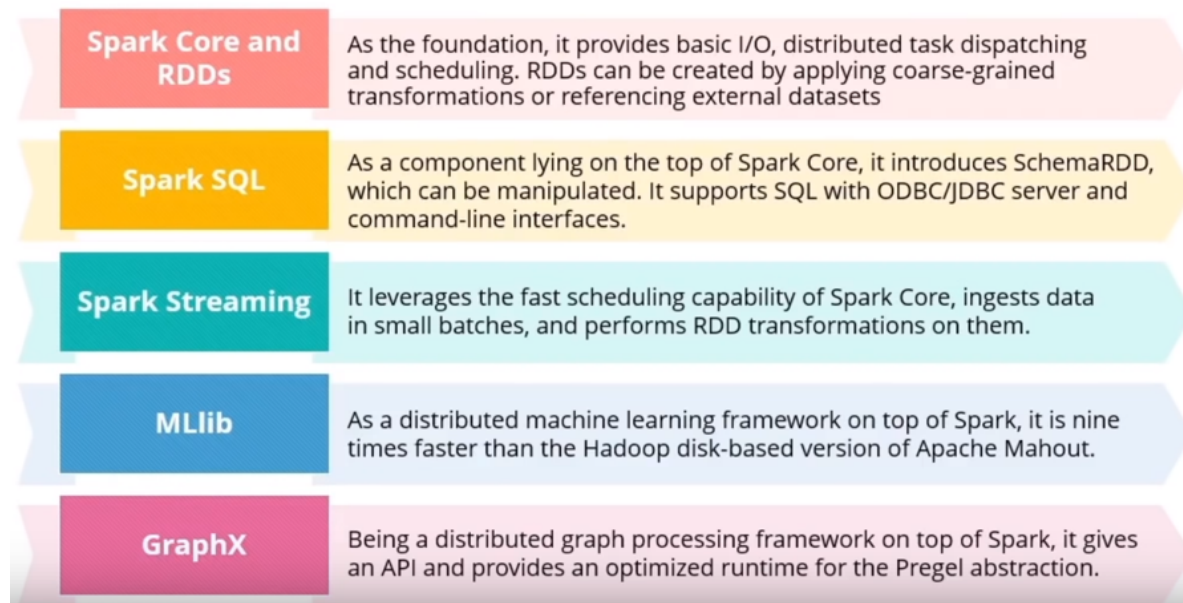 Spark Core and
RDDs
As the foundation, it provides basic I/O, distributed task dispatching
and scheduling. RDDs can be created by applying coarse-grained
transformations or referencing external datasets
Spark SQL
As a component lying on the top of Spark Core, it introduces SchemaRDD,
which can be manipulated. It supports SQL with ODBC/JDBC server and
command-line interfaces.
Spark Streaming
It leverages the fast scheduling capability of Spark Core, ingests data
in small batches, and performs RDD transformations on them.
MLlib
As a distributed machine learning framework on top of Spark, it is nine
times faster than the Hadoop disk-based version of Apache Mahout.
GraphX
Being a distributed graph processing framework on top of Spark, it gives
an API and provides an optimized runtime for the Pregel abstraction.